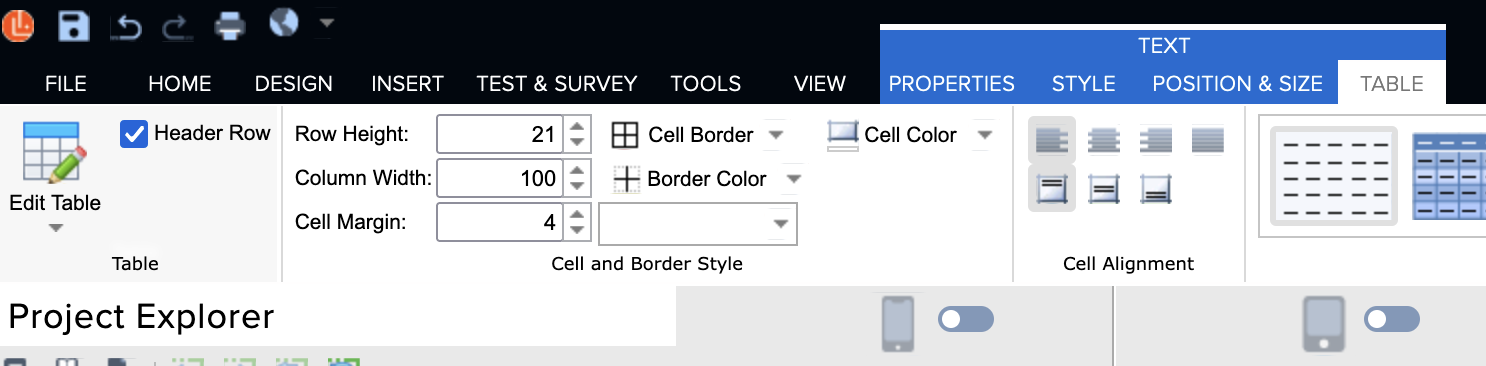 TEXT
FILE HOME DESIGN INSERT TEST & SURVEY TOOLS VIEW PROPERTIES STYLE POSITION & SIZE TABLE
Header Row Row Height: 21 Cell Border Cell Color
Column Width: 100 Border Color
Edit Table Cell Margin: 4
Table Cell and Border Style Cell Alignment
Project Explorer